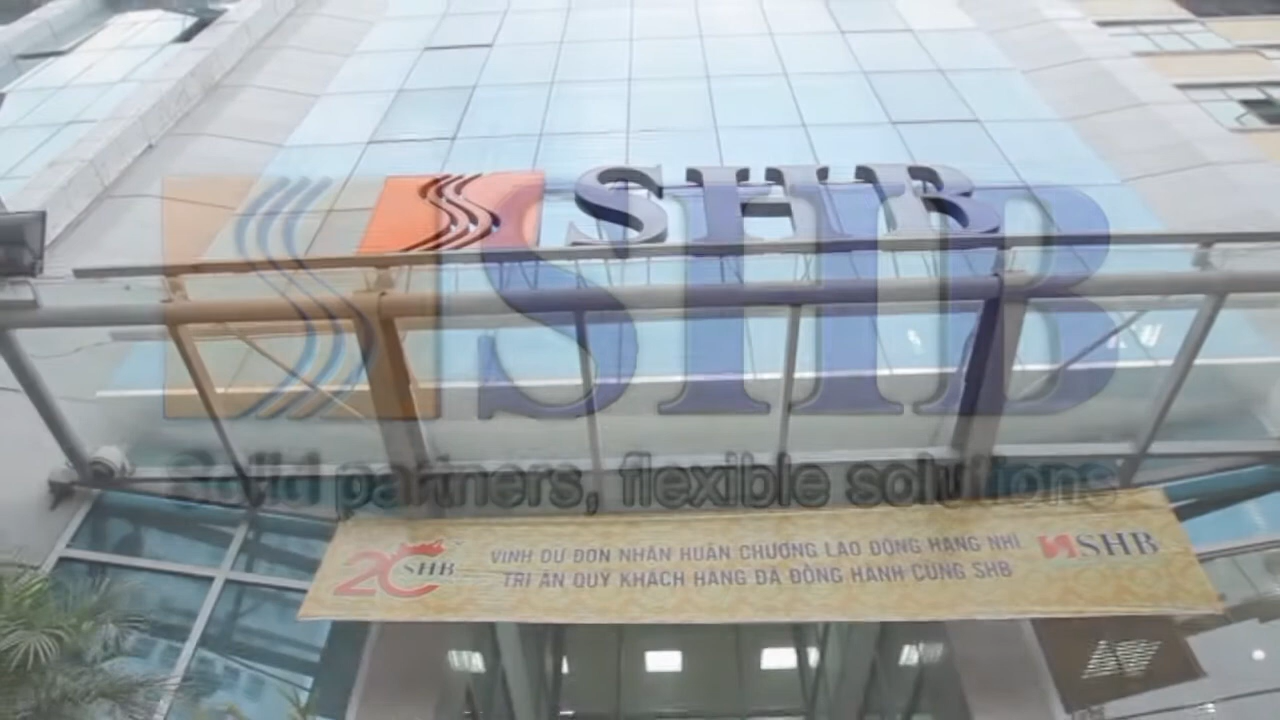 SHB
SHB
Solid partners, flexible solutions
20 SHB
VINH DỰ ĐÓN NHẬN HUÂN CHƯƠNG LAO ĐỘNG HẠNG NHÌ
TRI ÂN QUÝ KHÁCH HÀNG ĐÃ ĐỒNG HÀNH CÙNG SHB
SHB